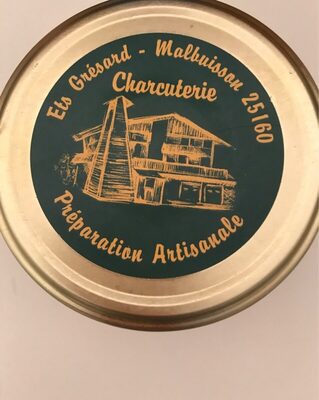 Ets Grésard - Malbuisson 25160
Charcuterie
Préparation Artisanale